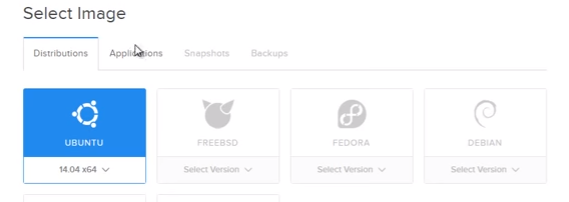 Select Image
Distributions Applications Snapshots Backups
UBUNTU FREEBSD FEDORA DEBIAN
14.04 x64 Select Version Select Version Select Version